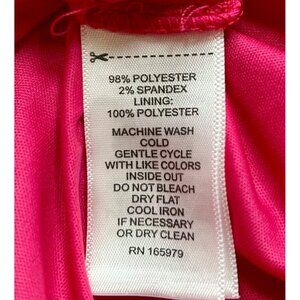 98% POLYESTER
2% SPANDEX
LINING:
100% POLYESTER
MACHINE WASH
COLD
GENTLE CYCLE
WITH LIKE COLORS
INSIDE OUT
DO NOT BLEACH
DRY FLAT
COOL IRON
IF NECESSARY
OR DRY CLEAN
RN 165979